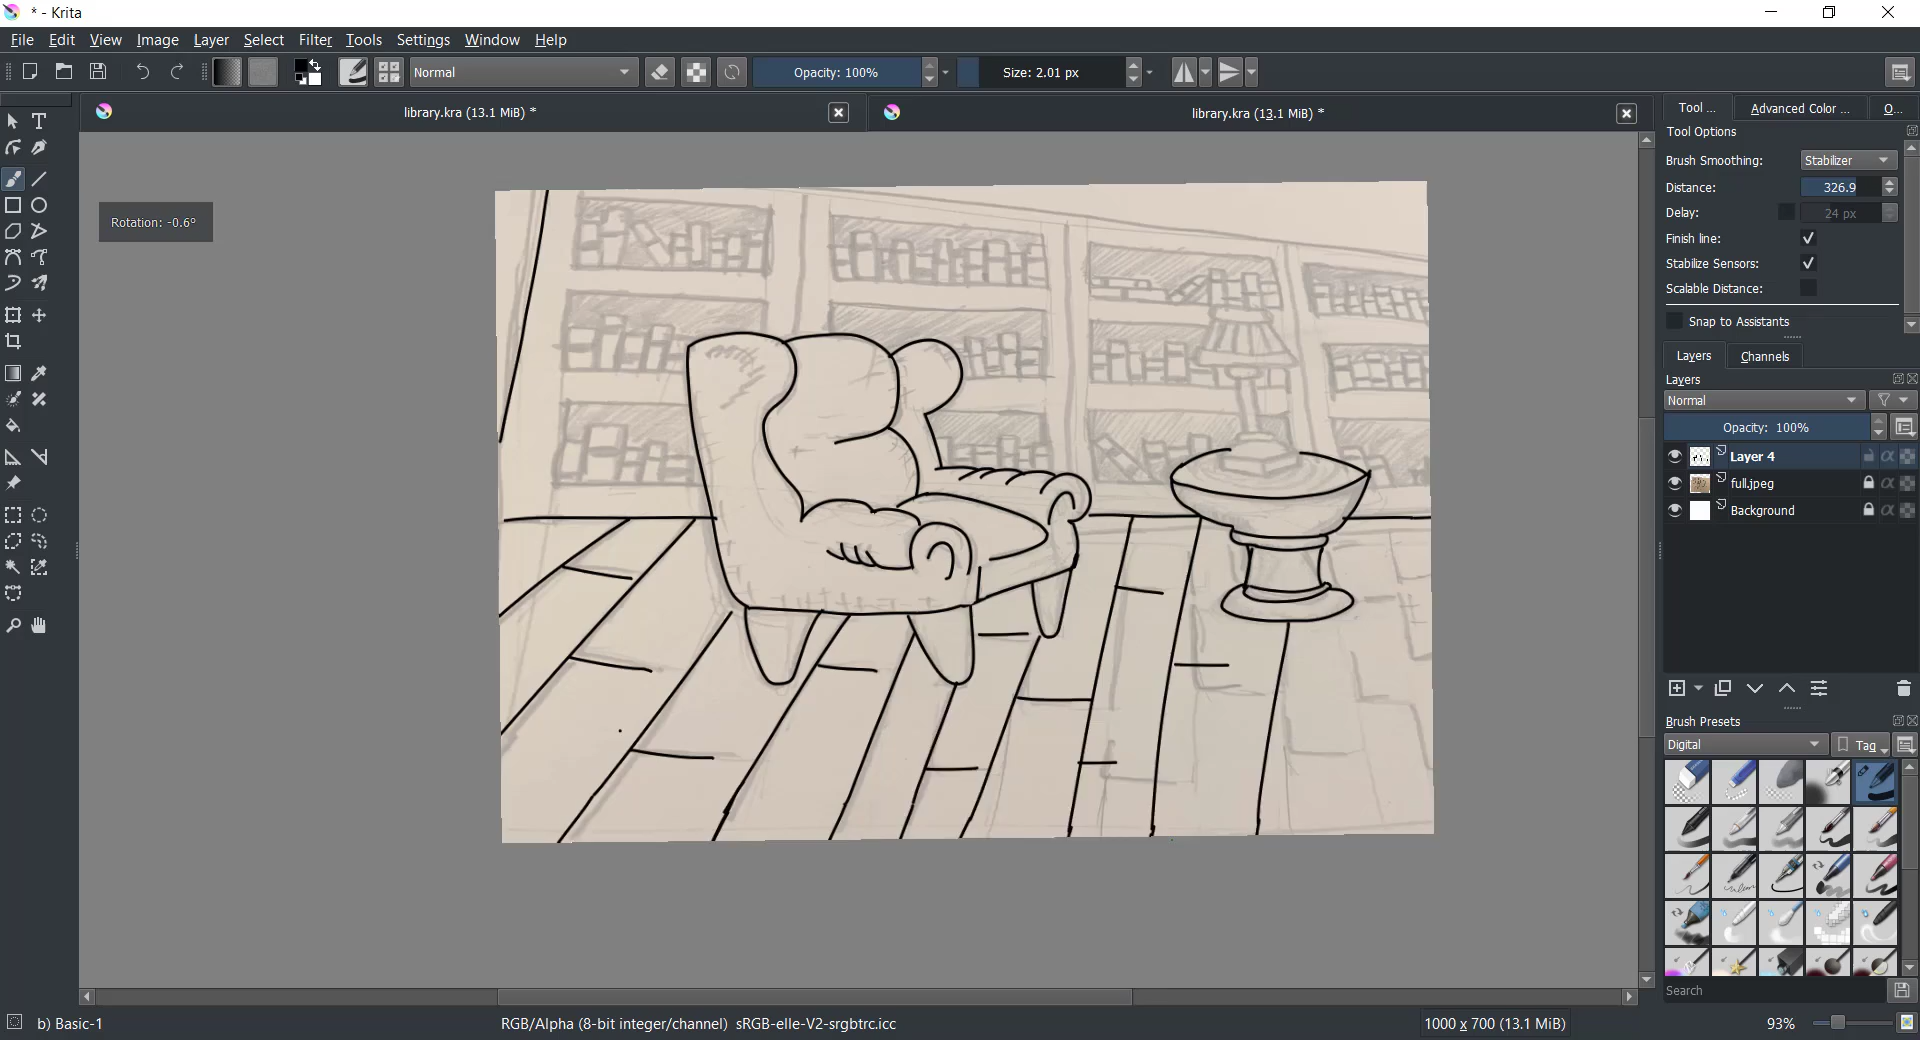 * - Krita
File Edit View Image Layer Select Filter Tools Settings Window Help
Normal Opacity: 100% Size: 2.01 px
library.kra (13.1 MiB) * library.kra (13.1 MiB) *
Tool ... Advanced Color ... O...
Tool Options
Brush Smoothing: Stabilizer
Distance: 326.9
Delay: 24 px
Finish line:
Stabilize Sensors:
Scalable Distance:
Snap to Assistants
Rotation: -0.6°
Layers Channels
Layers
Normal
Opacity: 100%
Layer 4
full.jpeg
Background
Brush Presets
Digital Tag
Search
b) Basic-1 RGB/Alpha (8-bit integer/channel) sRGB-elle-V2-srgbtrc.icc 1000 x 700 (13.1 MiB) 93%